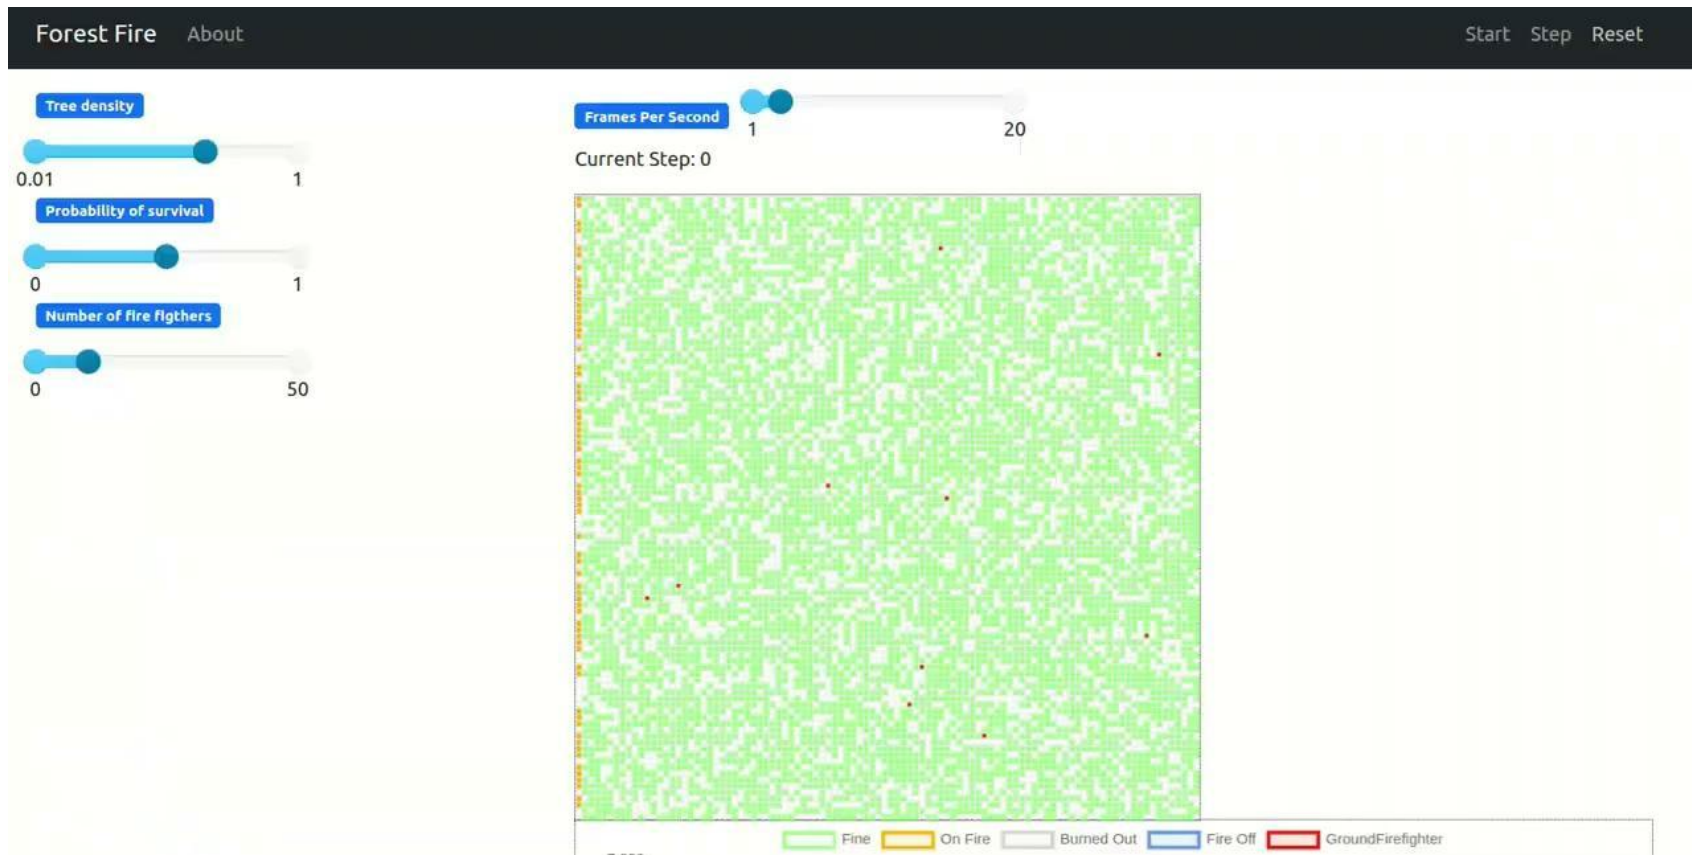 Forest Fire About Start Step Reset
Tree density
0.01 1
Probability of survival
0 1
Number of fire figthers
0 50
Frames Per Second
1 20
Current Step: 0
Fine On Fire Burned Out Fire Off GroundFirefighter